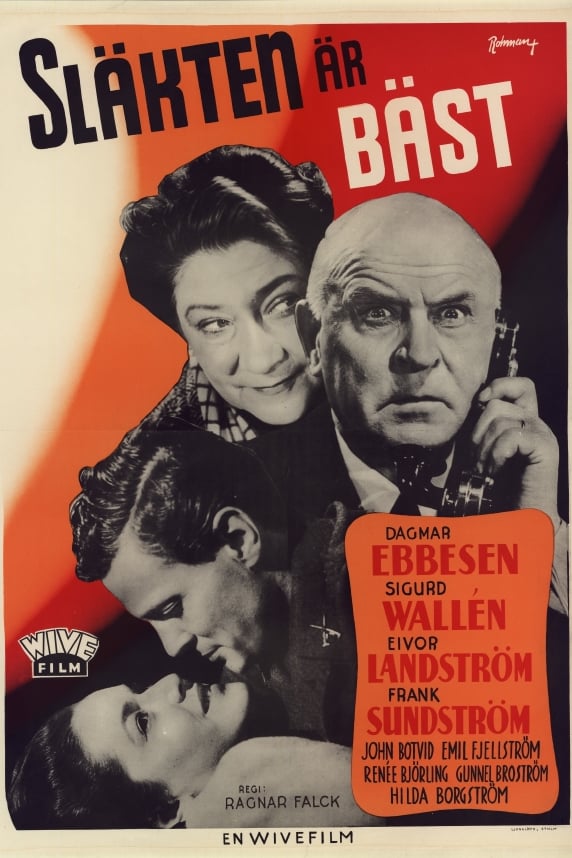 Rohman
SLÄKTEN ÄR
BÄST
DAGMAR
EBBESEN
SIGURD
WALLÉN
EIVOR
LANDSTRÖM
FRANK
SUNDSTRÖM
JOHN BOTVID EMIL FJELLSTRÖM
RENÉE BJÖRLING GUNNEL BROSTRÖM
HILDA BORGSTRÖM
WIVE
FILM
REGI:
RAGNAR FALCK
EN WIVEFILM